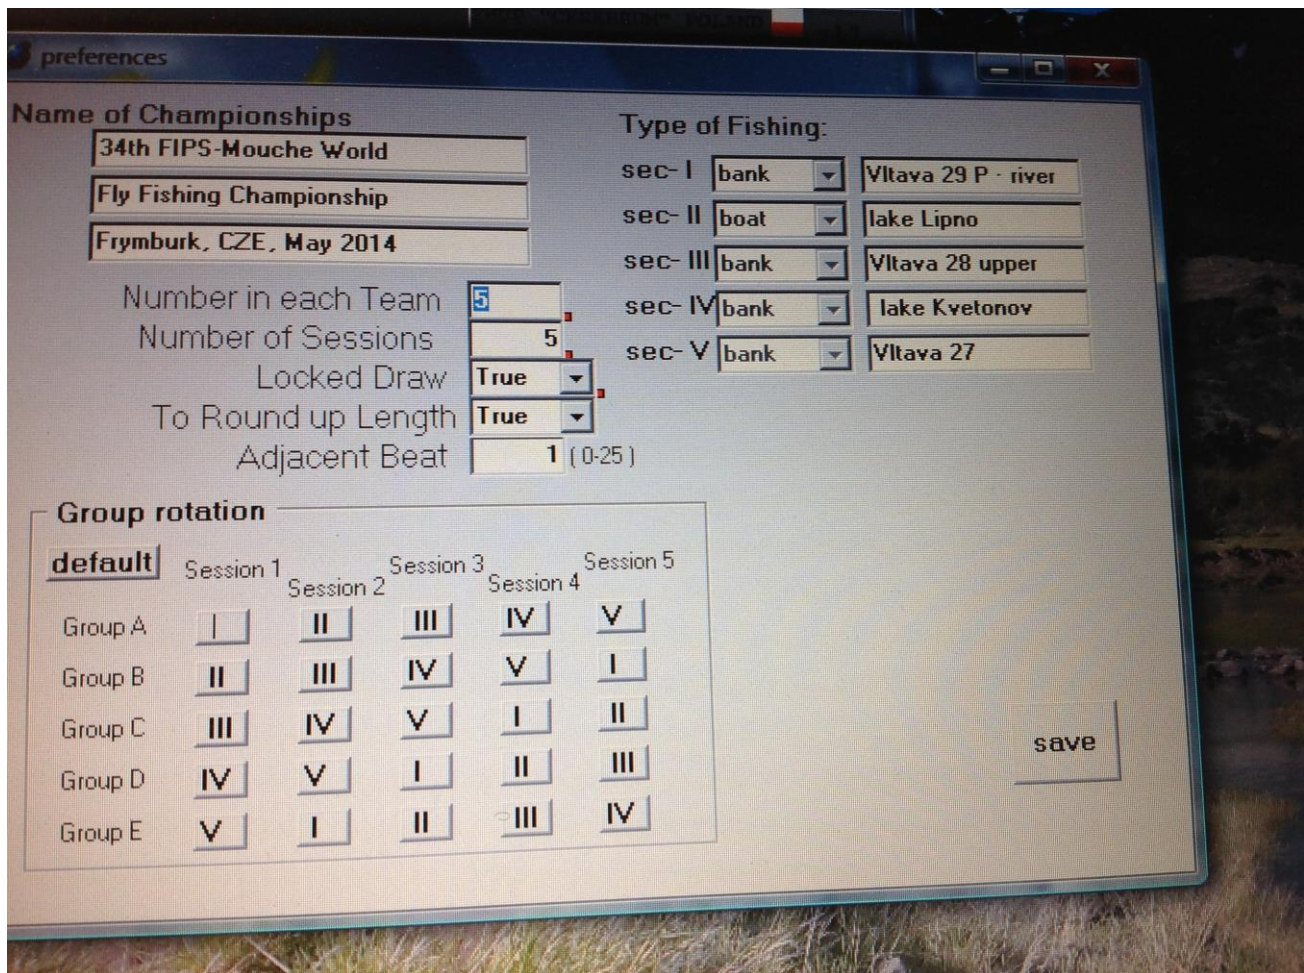 preferences
Name of Championships
34th FIPS-Mouche World
Fly Fishing Championship
Frymburk, CZE, May 2014
Number in each Team 5
Number of Sessions 5
Locked Draw True
To Round up Length True
Adjacent Beat 1 (0-25)
Type of Fishing:
sec- I bank Vltava 29 P - river
sec- II boat lake Lipno
sec- III bank Vltava 28 upper
sec- IV bank lake Kvetonov
sec- V bank Vltava 27
Group rotation
default Session 1 Session 2 Session 3 Session 4 Session 5
Group A I II III IV V
Group B II III IV V I
Group C III IV V I II
Group D IV V I II III
Group E V I II III IV
save